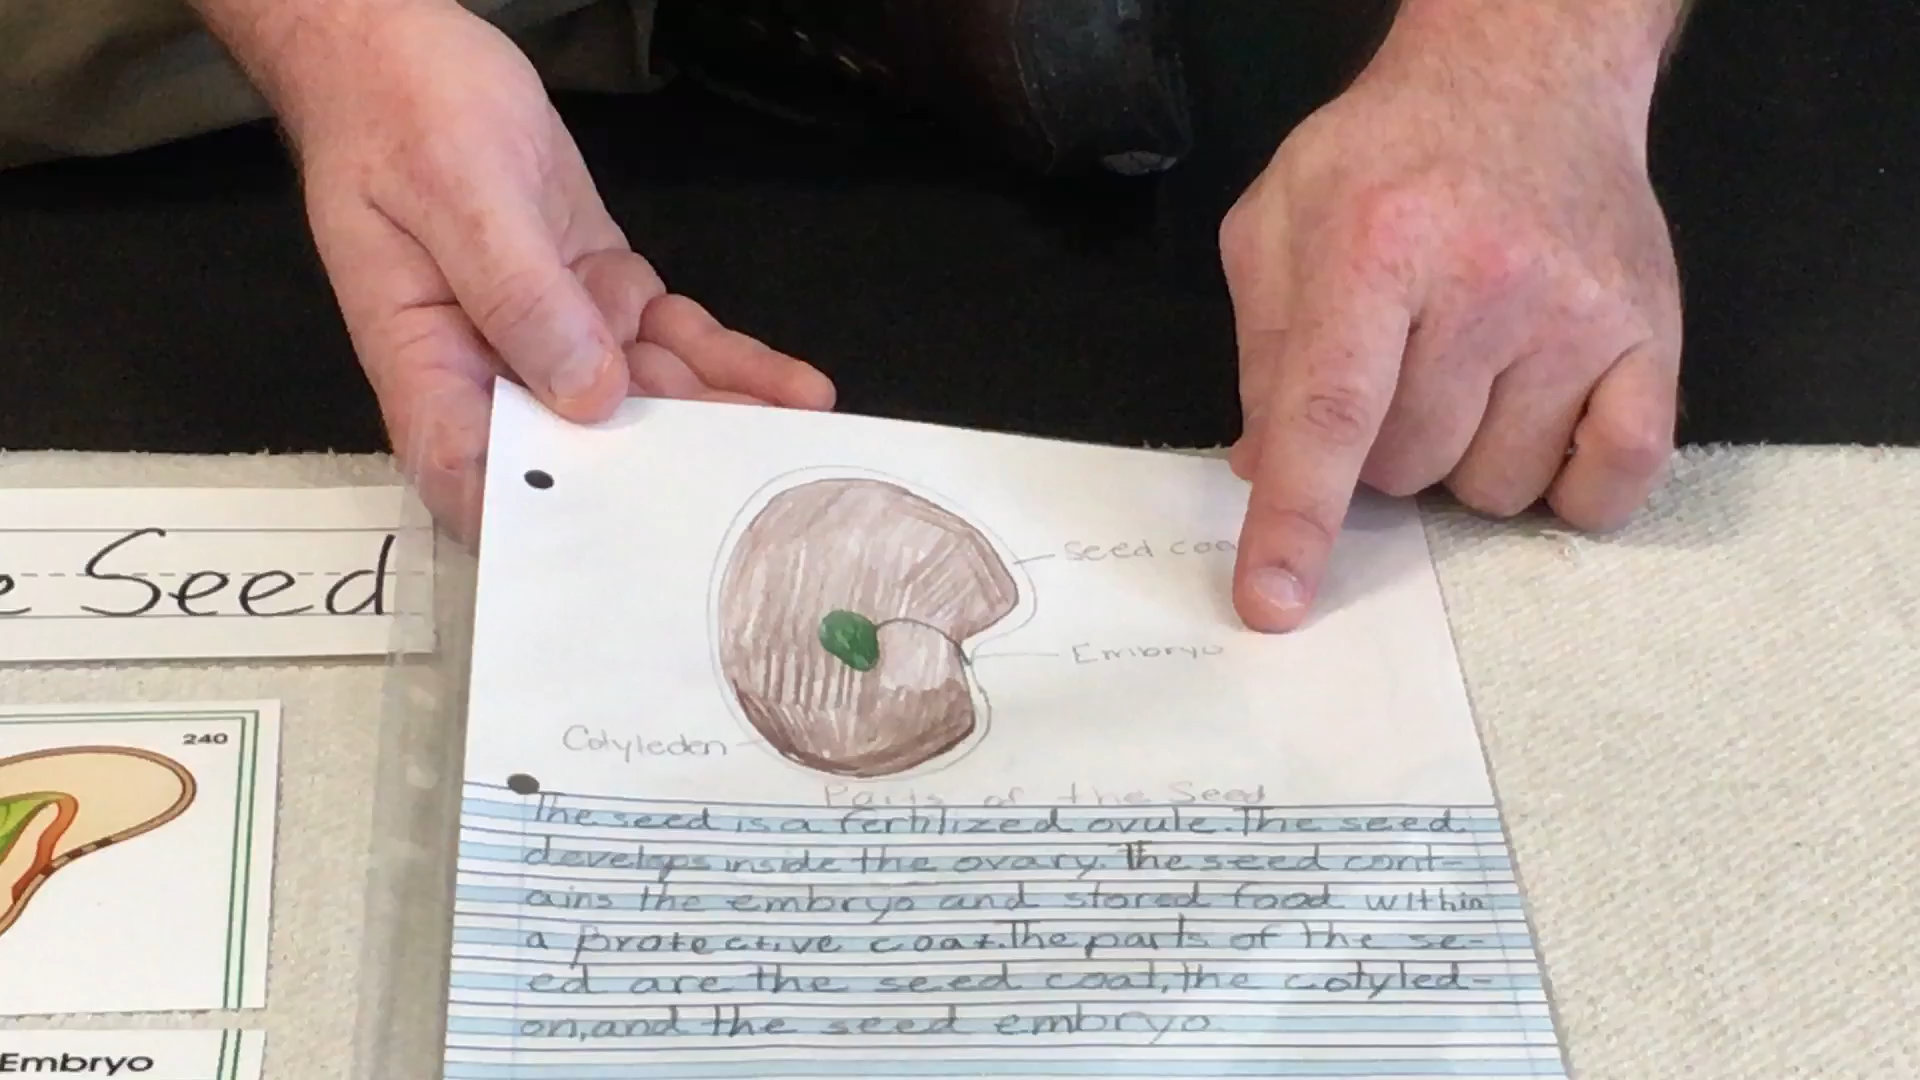 e Seed
240
Embryo
Seed coa
Embryo
Cotyleden
Parts of the Seed
The seed is a fertilized ovule. The seed
develops inside the ovary. The seed cont-
ains the embryo and stored food within
a protective coat. The parts of the se-
ed are the seed coat, the cotyled-
on, and the seed embryo